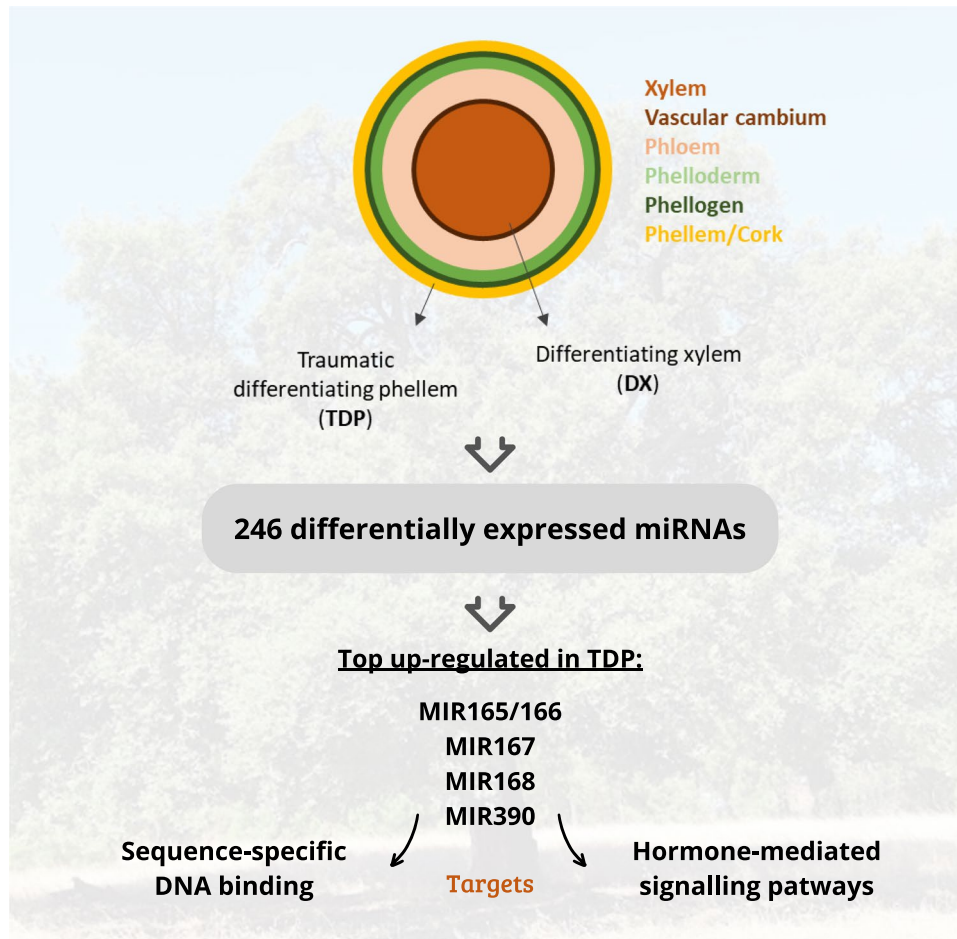 Xylem
Vascular cambium
Phloem
Phelloderm
Phellogen
Phellem/Cork
Traumatic
differentiating phellem
(TDP)
Differentiating xylem
(DX)
246 differentially expressed miRNAs
Top up-regulated in TDP:
MIR165/166
MIR167
MIR168
MIR390
Sequence-specific
DNA binding
Targets
Hormone-mediated
signalling patways